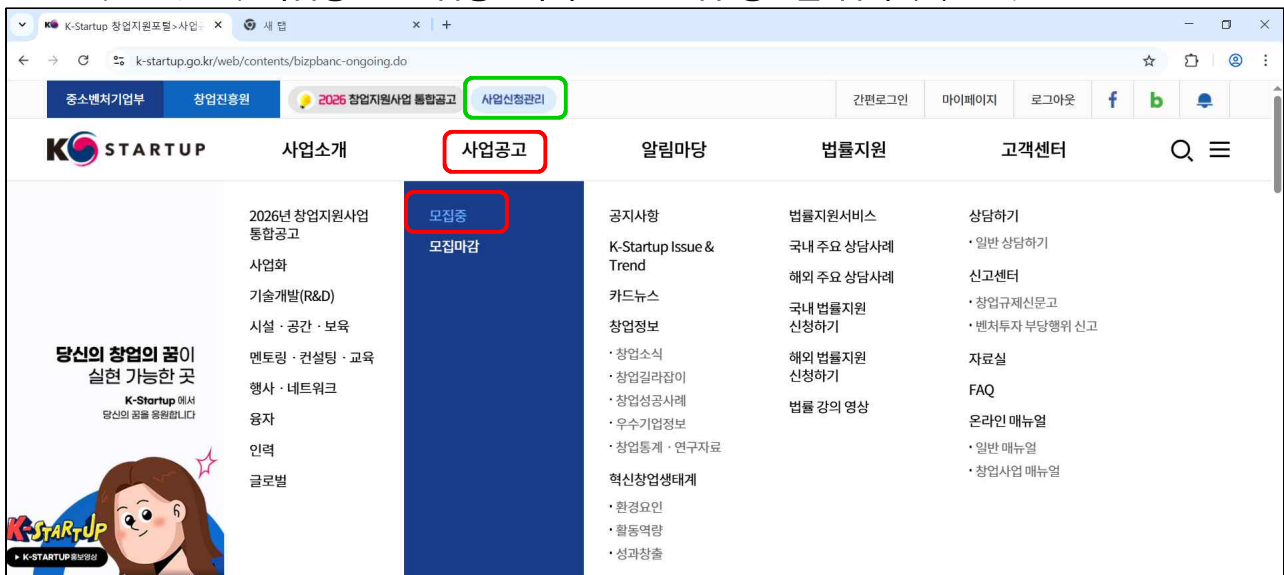 K-Startup 창업지원포털>사업
새 탭
k-startup.go.kr/web/contents/bizpbanc-ongoing.do
중소벤처기업부 창업진흥원 2026 창업지원사업 통합공고 사업신청관리 간편로그인 마이페이지 로그아웃
K STARTUP 사업소개 사업공고 알림마당 법률지원 고객센터
당신의 창업의 꿈이
실현 가능한 곳
K-Startup 에서
당신의 꿈을 응원합니다
K-STARTUP
K-STARTUP 홍보영상
2026년 창업지원사업
통합공고
사업화
기술개발(R&D)
시설 · 공간 · 보육
멘토링 · 컨설팅 · 교육
행사 · 네트워크
융자
인력
글로벌
모집중
모집마감
공지사항
K-Startup Issue &
Trend
카드뉴스
창업정보
· 창업소식
· 창업길라잡이
· 창업성공사례
· 우수기업정보
· 창업통계 · 연구자료
혁신창업생태계
· 환경요인
· 활동역량
· 성과창출
법률지원서비스
국내 주요 상담사례
해외 주요 상담사례
국내 법률지원
신청하기
해외 법률지원
신청하기
법률 강의 영상
상담하기
· 일반 상담하기
신고센터
· 창업규제신문고
· 벤처투자 부당행위 신고
자료실
FAQ
온라인 매뉴얼
· 일반 매뉴얼
· 창업사업 매뉴얼